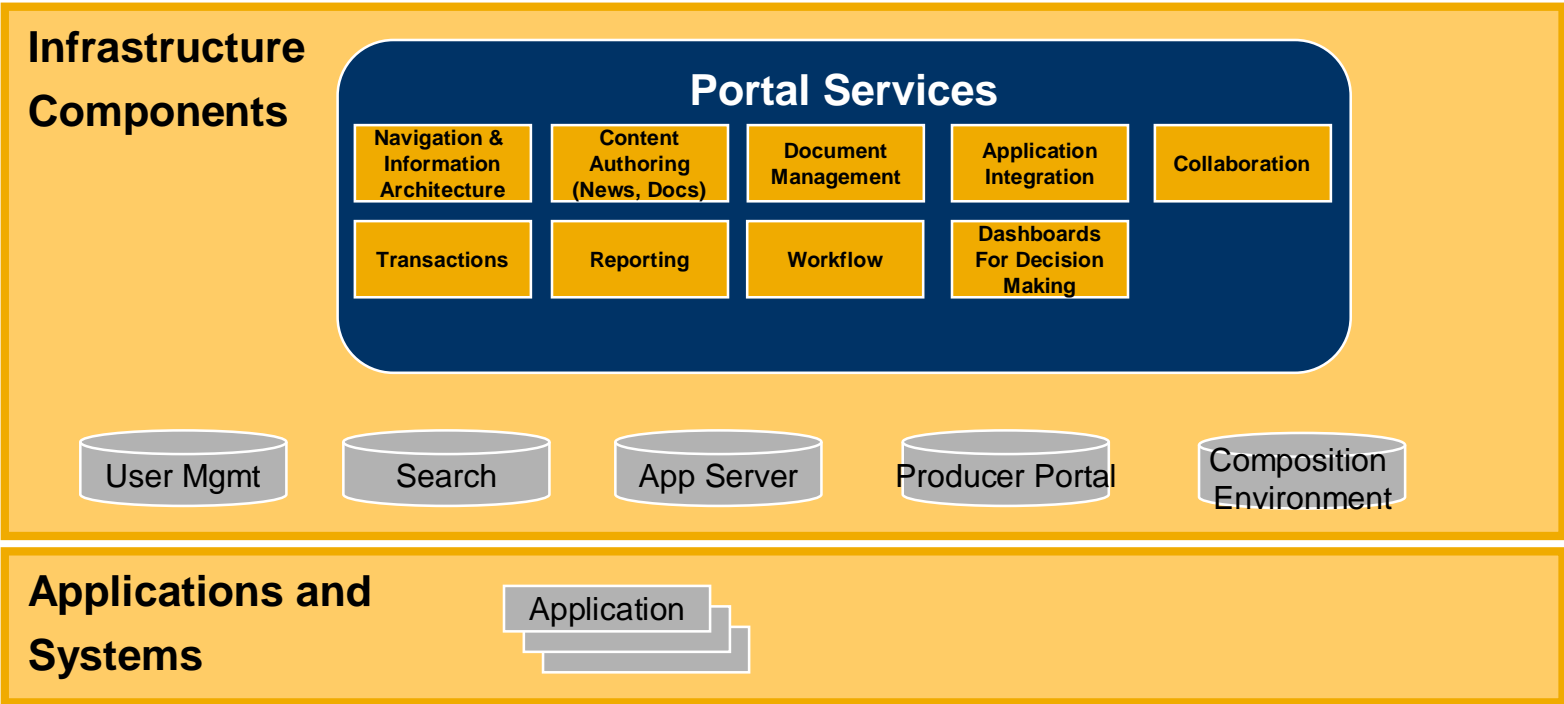 Infrastructure
Components
Portal Services
Navigation &
Information
Architecture
Content
Authoring
(News, Docs)
Document
Management
Application
Integration
Collaboration
Transactions
Reporting
Workflow
Dashboards
For Decision
Making
User Mgmt
Search
App Server
Producer Portal
Composition
Environment
Applications and
Systems
Application